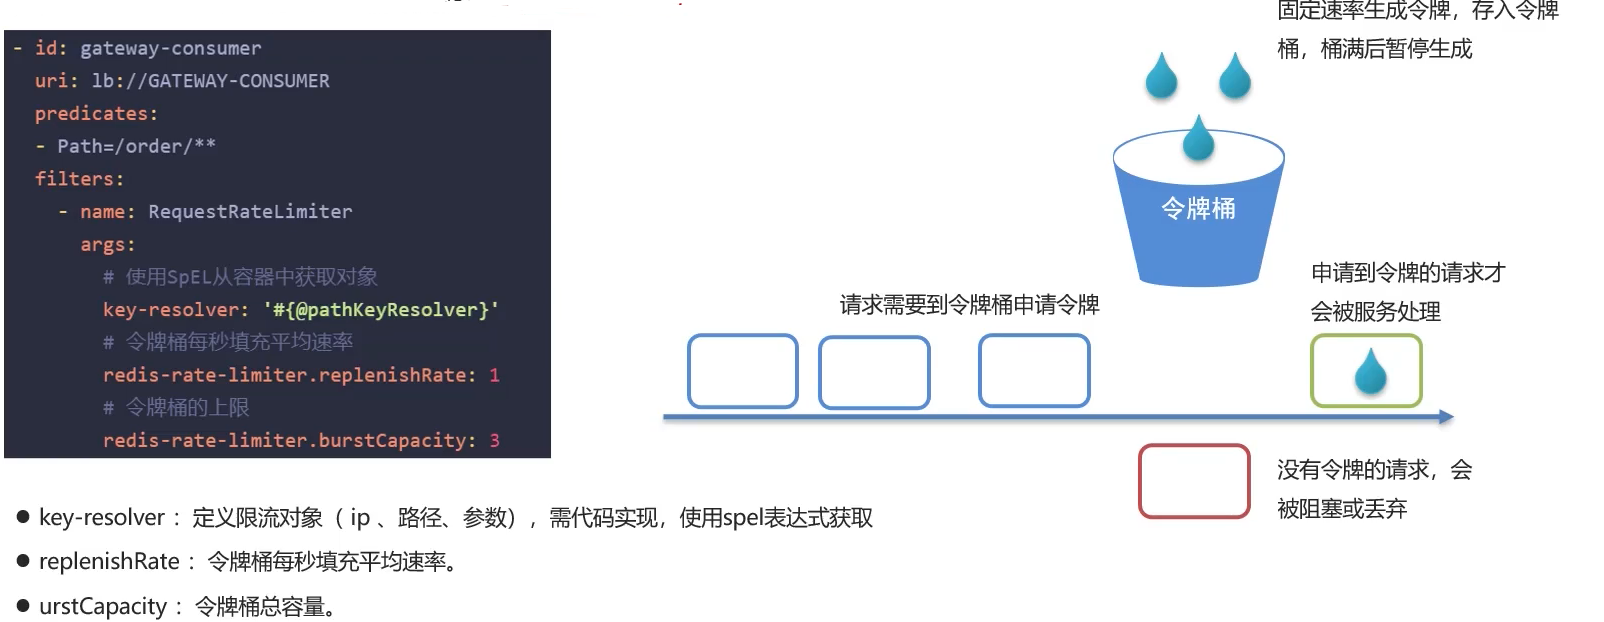 - id: gateway-consumer
uri: lb://GATEWAY-CONSUMER
predicates:
- Path=/order/**
filters:
- name: RequestRateLimiter
args:
# 使用SpEL从容器中获取对象
key-resolver: '#{@pathKeyResolver}'
# 令牌桶每秒填充平均速率
redis-rate-limiter.replenishRate: 1
# 令牌桶的上限
redis-rate-limiter.burstCapacity: 3
固定速率生成令牌，存入令牌
桶，桶满后暂停生成
令牌桶
请求需要到令牌桶申请令牌
申请到令牌的请求才
会被服务处理
没有令牌的请求，会
被阻塞或丢弃
● key-resolver ：定义限流对象（ ip 、路径、参数），需代码实现，使用spel表达式获取
● replenishRate ：令牌桶每秒填充平均速率。
● urstCapacity ：令牌桶总容量。